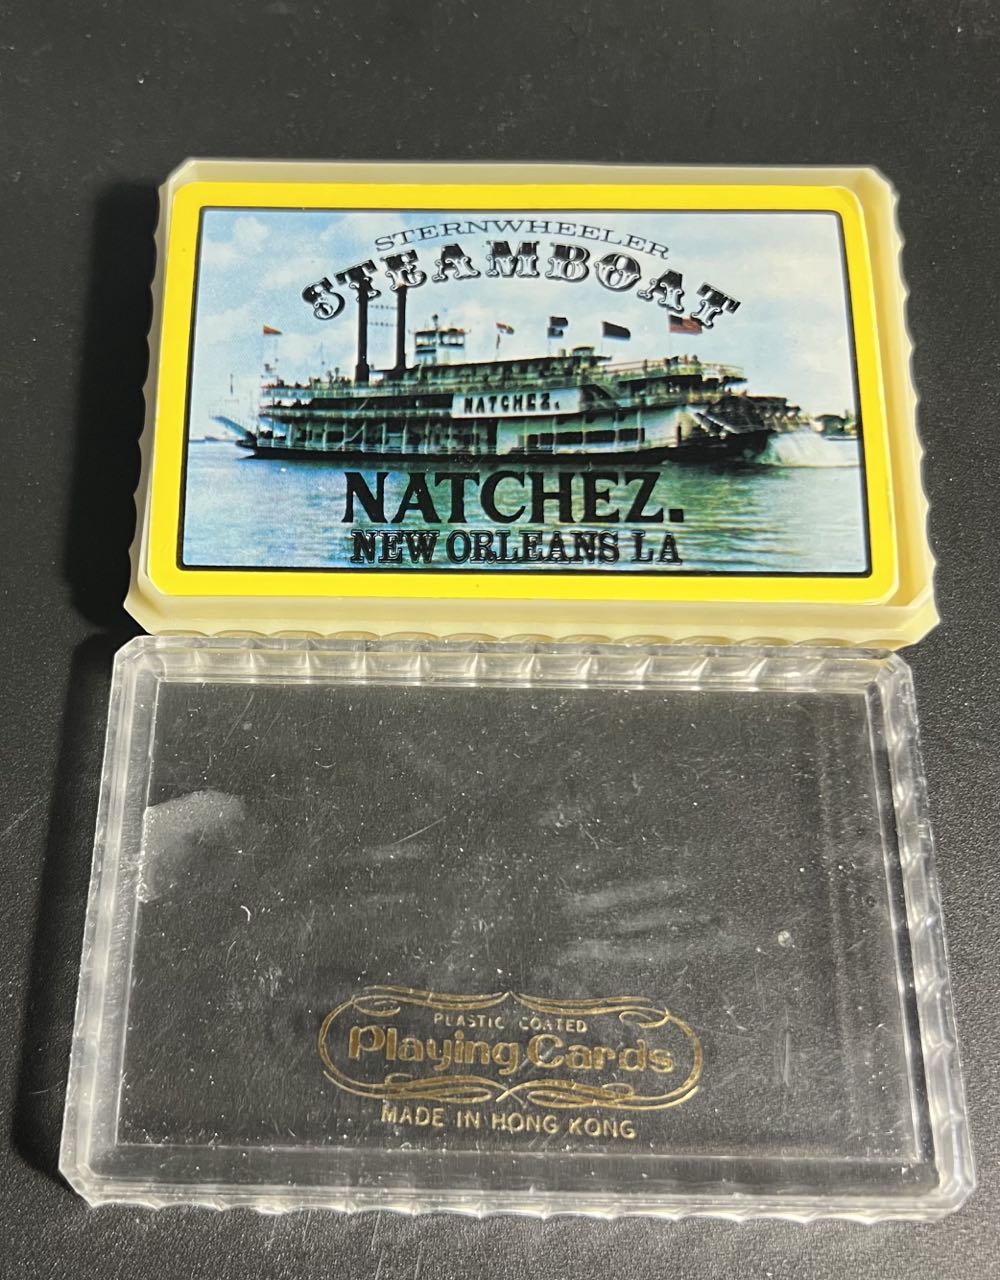 STERNWHEELER
STEAMBOAT
NATCHEZ.
NATCHEZ.
NEW ORLEANS LA
PLASTIC COATED
Playing Cards
MADE IN HONG KONG